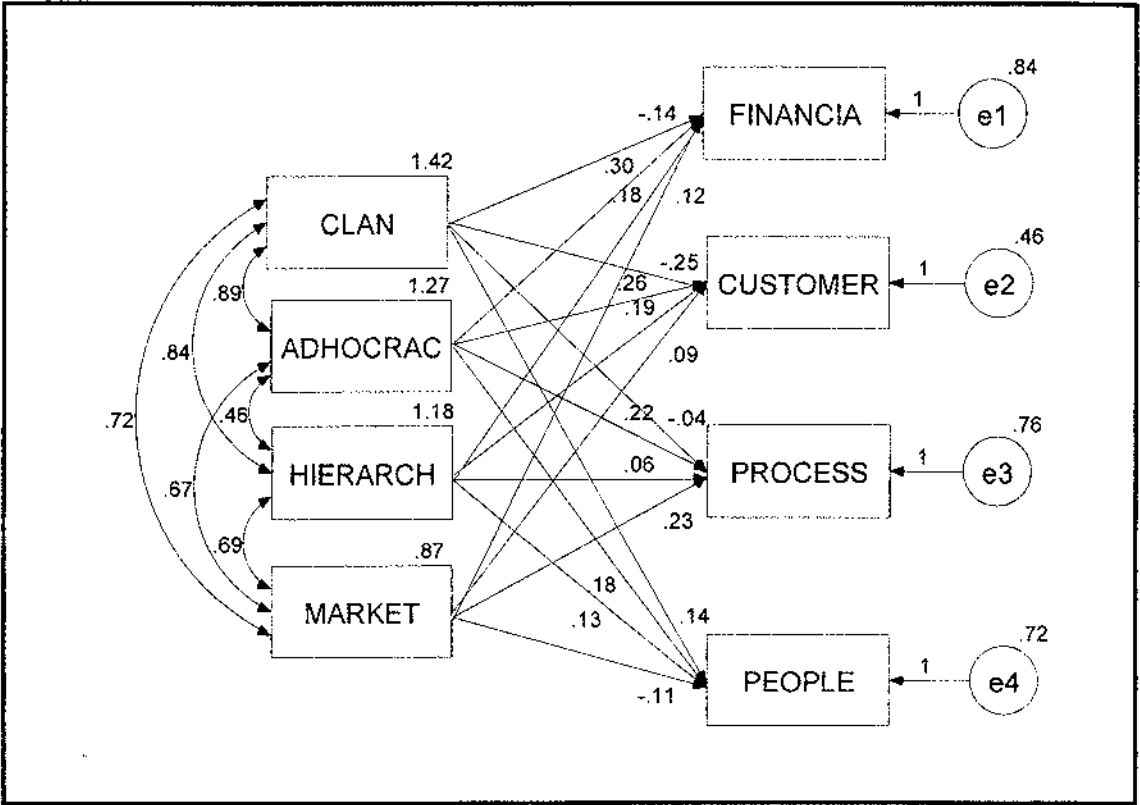 .84
-.14
FINANCIA
1
e1
1.42
.30
.18
.12
CLAN
.46
-.25
CUSTOMER
1
e2
1.27
.26
.19
.89
ADHOCRAC
.09
.84
1.18
.46
.22
-.04
.76
.72
HIERARCH
.06
PROCESS
1
e3
.67
.23
.69
.87
MARKET
.18
.13
.14
.72
PEOPLE
1
e4
-.11